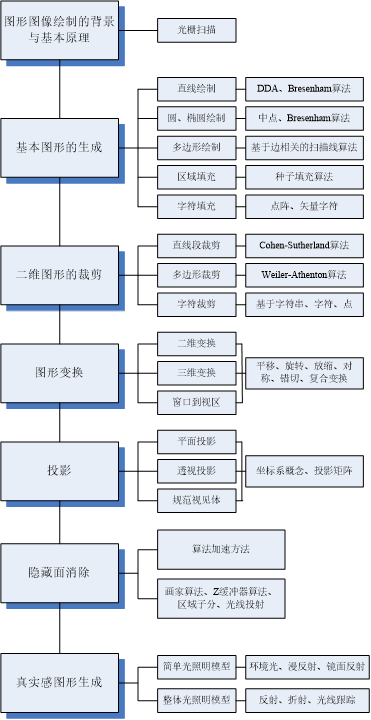 图形图像绘制的背景
与基本原理
光栅扫描
基本图形的生成
直线绘制
DDA、Bresenham算法
圆、椭圆绘制
中点、Bresenham算法
多边形绘制
基于边相关的扫描线算法
区域填充
种子填充算法
字符填充
点阵、矢量字符
二维图形的裁剪
直线段裁剪
Cohen-Sutherland算法
多边形裁剪
Weiler-Athenton算法
字符裁剪
基于字符串、字符、点
图形变换
二维变换
三维变换
窗口到视区
平移、旋转、放缩、对
称、错切、复合变换
投影
平面投影
透视投影
规范视见体
坐标系概念、投影矩阵
隐藏面消除
算法加速方法
画家算法、Z缓冲器算法、
区域子分、光线投射
真实感图形生成
简单光照明模型
环境光、漫反射、镜面反射
整体光照明模型
反射、折射、光线跟踪